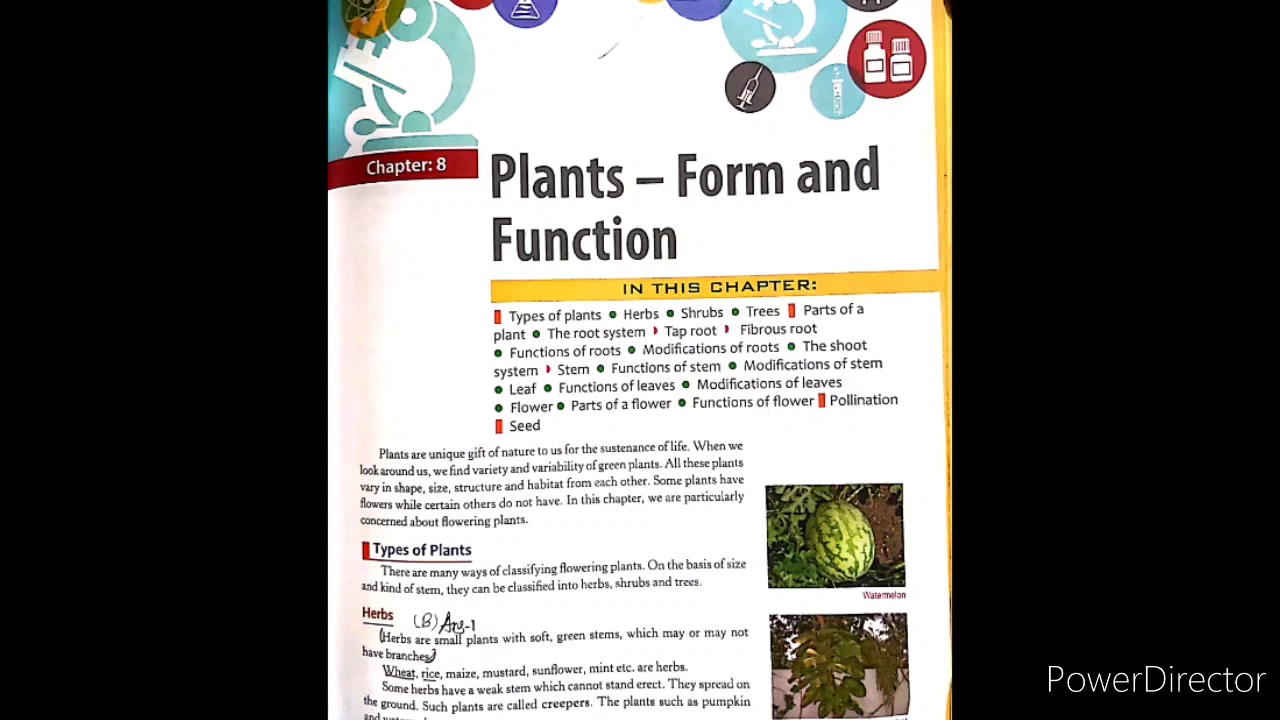 Chapter: 8
Plants – Form and
Function
IN THIS CHAPTER:
Types of plants • Herbs • Shrubs • Trees Parts of a
plant • The root system Tap root Fibrous root
• Functions of roots • Modifications of roots • The shoot
system Stem • Functions of stem • Modifications of stem
• Leaf • Functions of leaves • Modifications of leaves
• Flower • Parts of a flower • Functions of flower Pollination
Seed
Plants are unique gift of nature to us for the sustenance of life. When we
look around us, we find variety and variability of green plants. All these plants
vary in shape, size, structure and habitat from each other. Some plants have
flowers while certain others do not have. In this chapter, we are particularly
concerned about flowering plants.
Watermelon
Types of Plants
There are many ways of classifying flowering plants. On the basis of size
and kind of stem, they can be classified into herbs, shrubs and trees.
Herbs (B) Ans-1
(Herbs are small plants with soft, green stems, which may or may not
have branches)
Wheat, rice, maize, mustard, sunflower, mint etc. are herbs.
Some herbs have a weak stem which cannot stand erect. They spread on
the ground. Such plants are called creepers. The plants such as pumpkin
and
PowerDirector